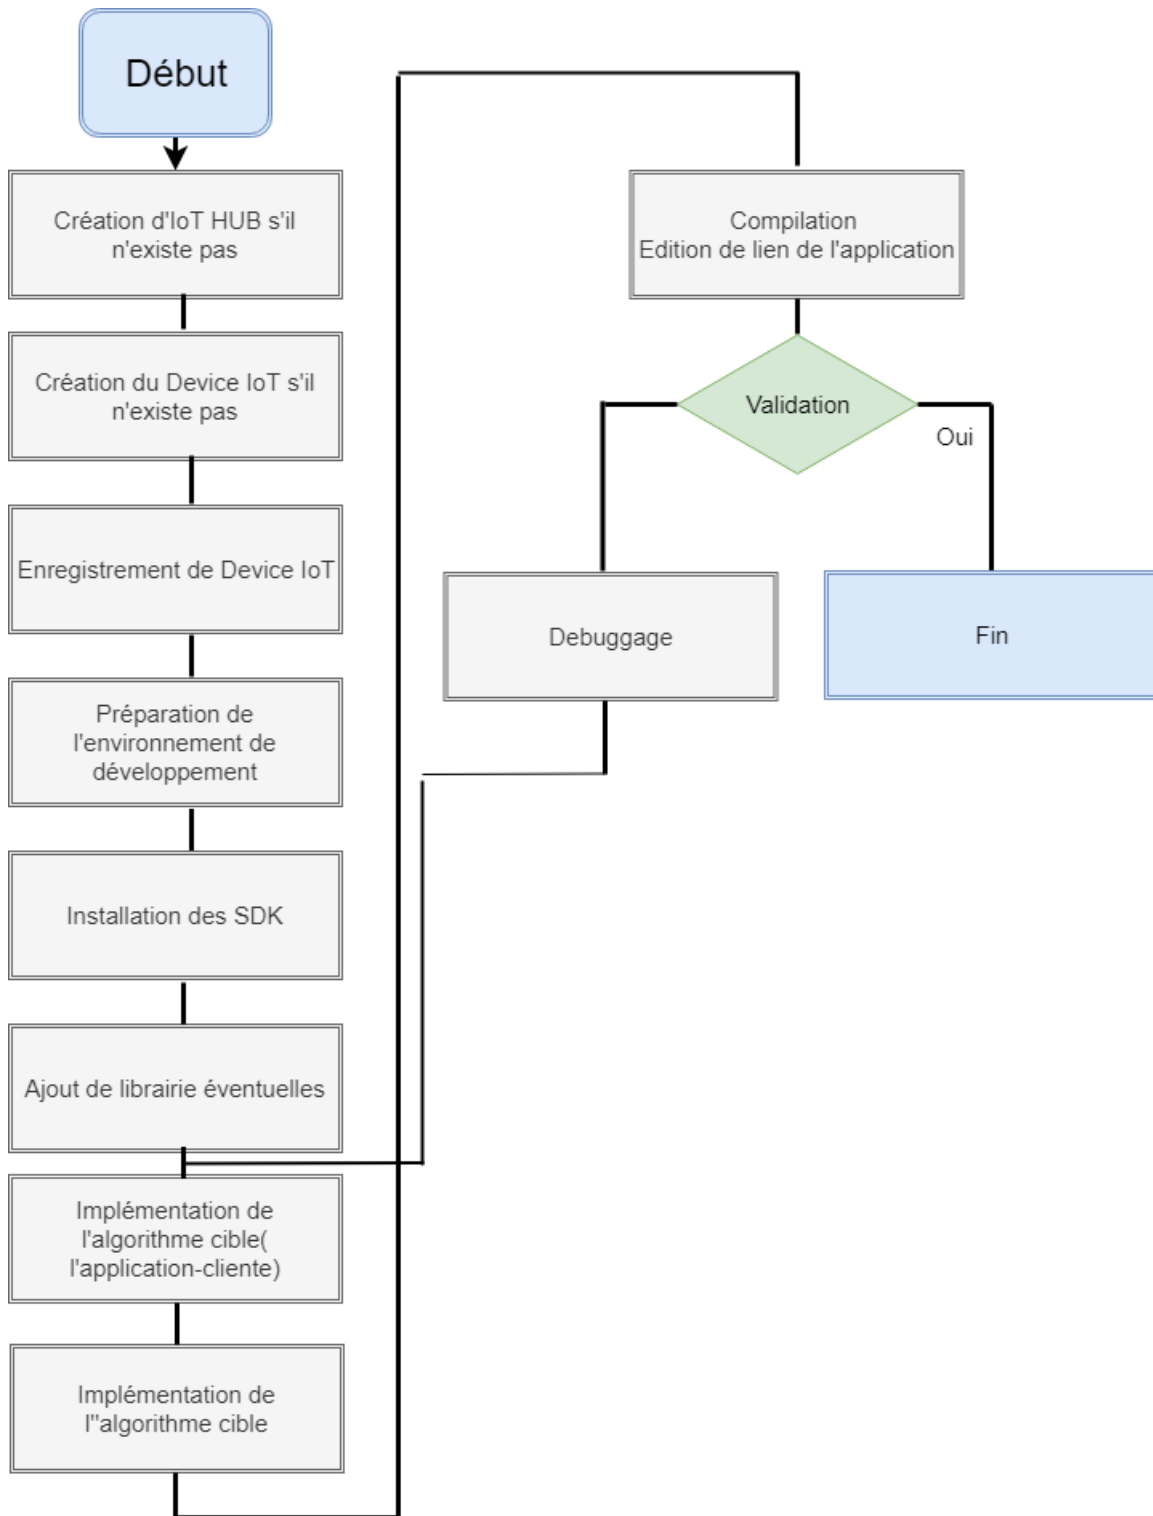 Début
Création d'IoT HUB s'il
n'existe pas
Création du Device IoT s'il
n'existe pas
Enregistrement de Device IoT
Préparation de
l'environnement de
développement
Installation des SDK
Ajout de librairie éventuelles
Implémentation de
l'algorithme cible(
l'application-cliente)
Implémentation de
l''algorithme cible
Compilation
Edition de lien de l'application
Validation
Oui
Debuggage
Fin